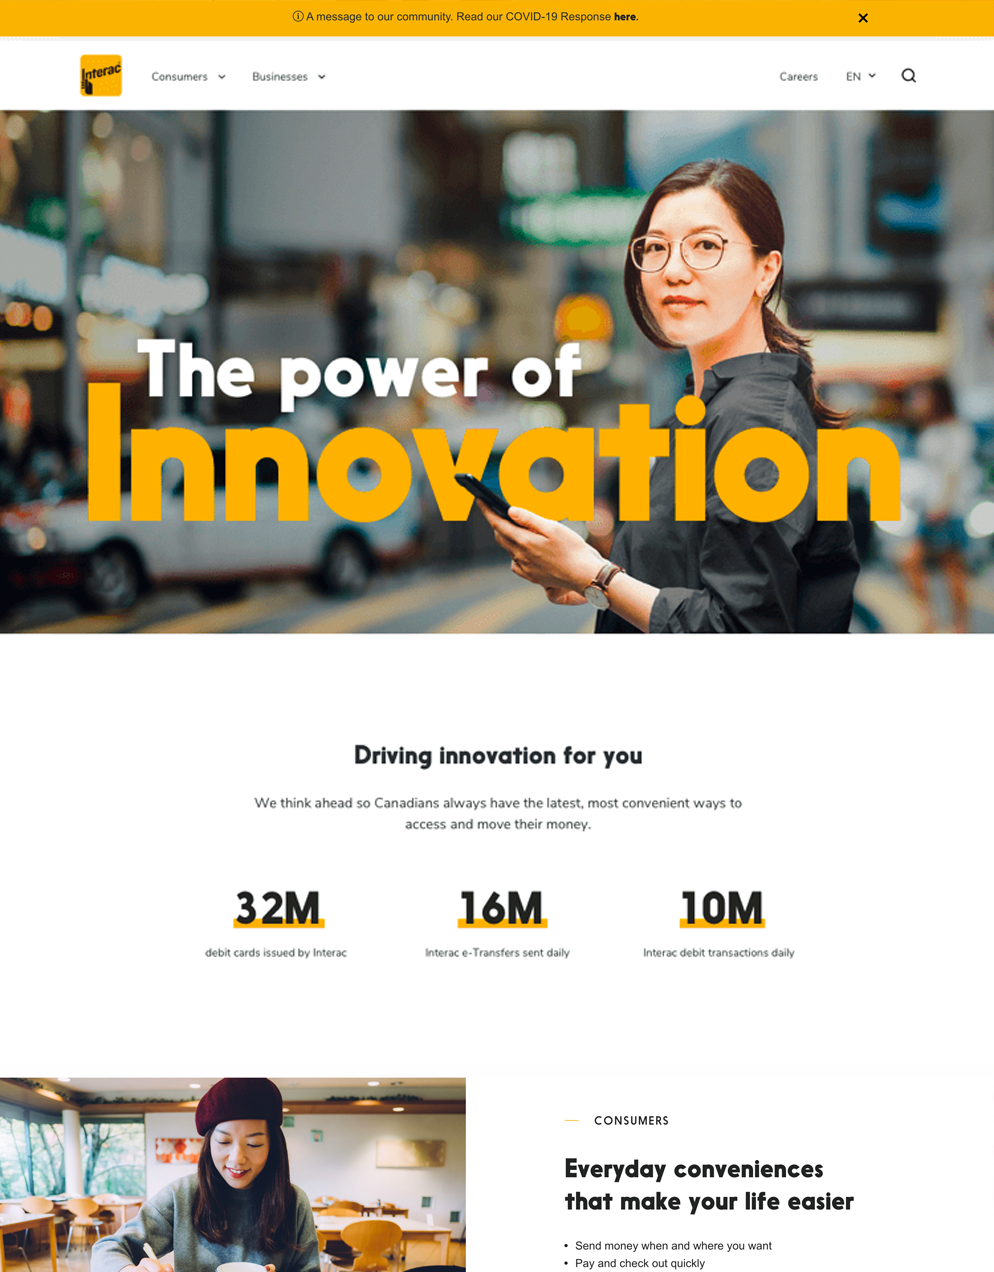 ⓘ A message to our community. Read our COVID-19 Response here.
Interac
Consumers
Businesses
Careers
EN
The power of
Innovation
Driving innovation for you
We think ahead so Canadians always have the latest, most convenient ways to
access and move their money.
32M
16M
10M
debit cards issued by Interac
Interac e-Transfers sent daily
Interac debit transactions daily
CONSUMERS
Everyday conveniences
that make your life easier
• Send money when and where you want
• Pay and check out quickly